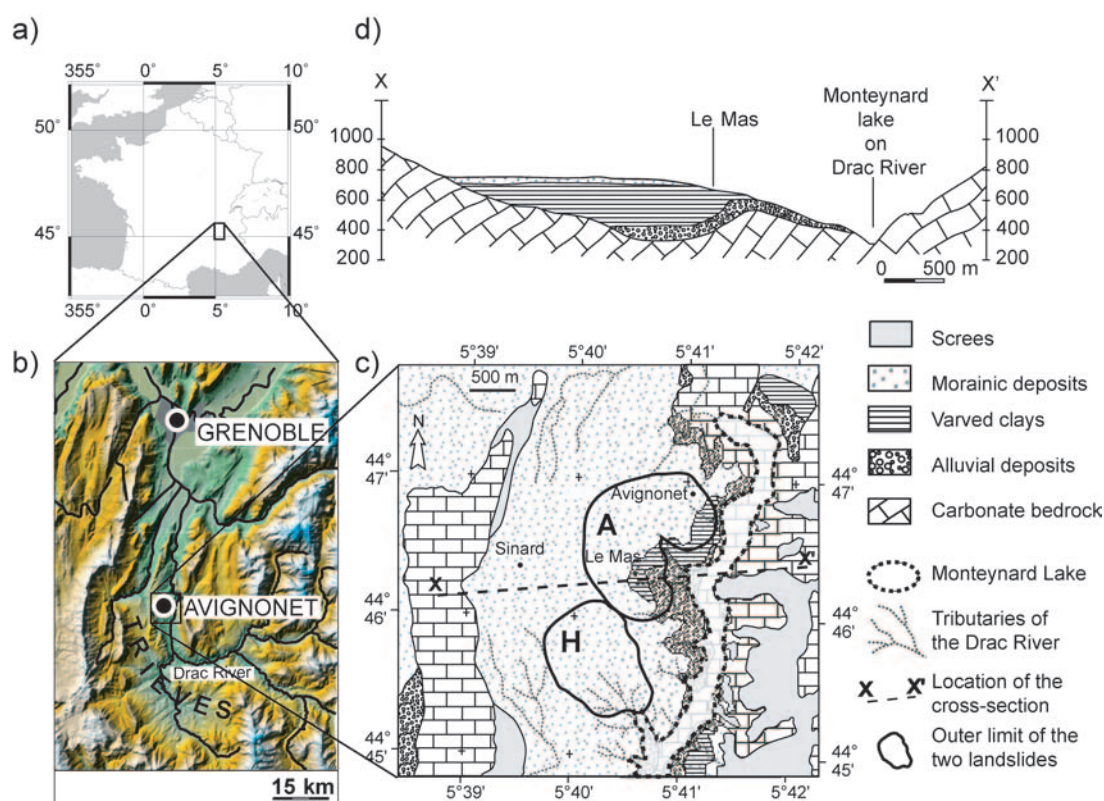 a)
355° 0° 5° 10°
50°
50°
45°
45°
355° 0° 5° 10°
b)
GRENOBLE
AVIGNONET
Drac River
15 km
d)
X
X'
Le Mas
Monteynard
lake
on
Drac River
1000
800
600
400
200
1000
800
600
400
200
0 500 m
c)
5°39' 5°40' 5°41' 5°42'
500 m
N
44°
47'
44°
47'
Avignonet
A
Sinard
Le Mas
X
X'
44°
46'
44°
46'
H
44°
45'
44°
45'
5°39' 5°40' 5°41' 5°42'
Screes
Morainic deposits
Varved clays
Alluvial deposits
Carbonate bedrock
Monteynard Lake
Tributaries of
the Drac River
X X' Location of the
cross-section
Outer limit of the
two landslides